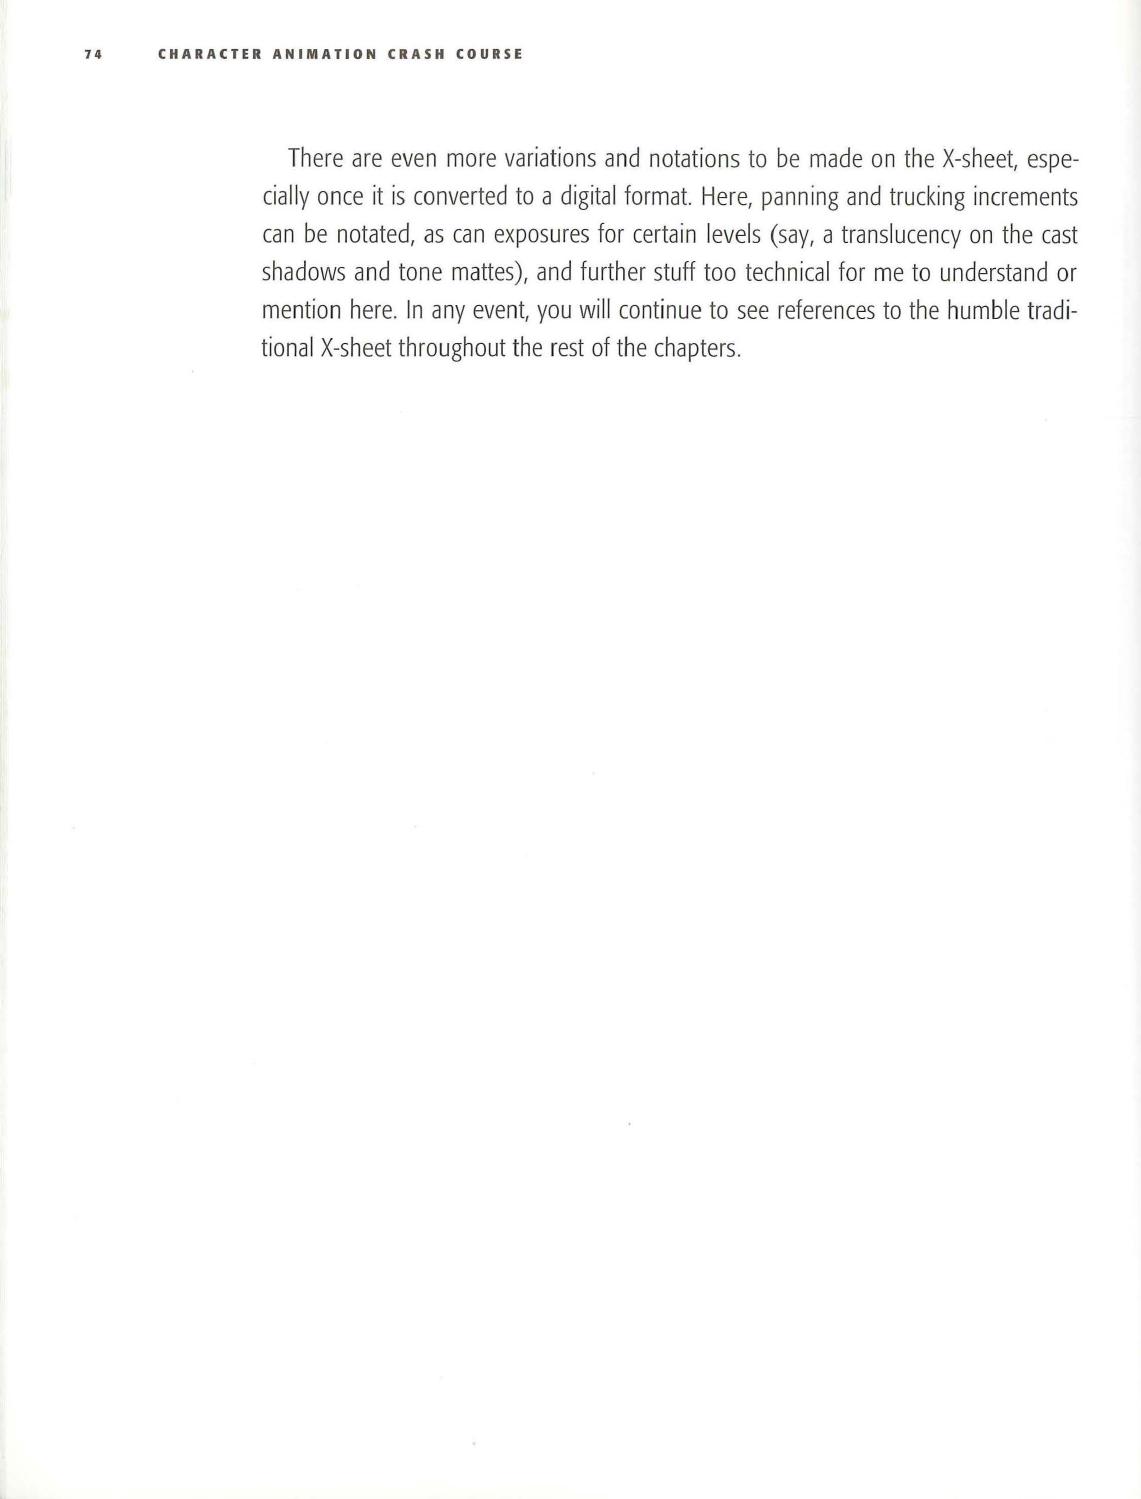 74 CHARACTER ANIMATION CRASH COURSE
There are even more variations and notations to be made on the X-sheet, espe-
cially once it is converted to a digital format. Here, panning and trucking increments
can be notated, as can exposures for certain levels (say, a translucency on the cast
shadows and tone mattes), and further stuff too technical for me to understand or
mention here. In any event, you will continue to see references to the humble tradi-
tional X-sheet throughout the rest of the chapters.